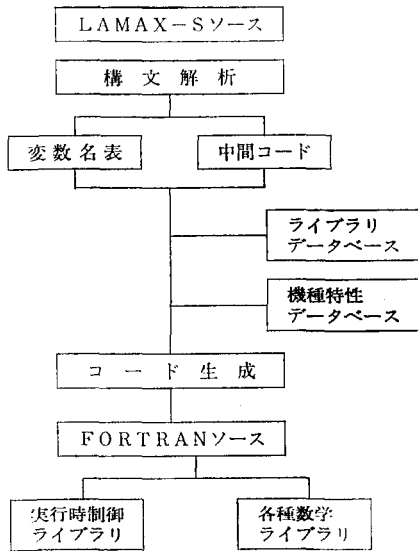 LAMAX－Sソース
構文解析
変数名表
中間コード
ライブラリ
データベース
機種特性
データベース
コード生成
FORTRANソース
実行時制御
ライブラリ
各種数学
ライブラリ